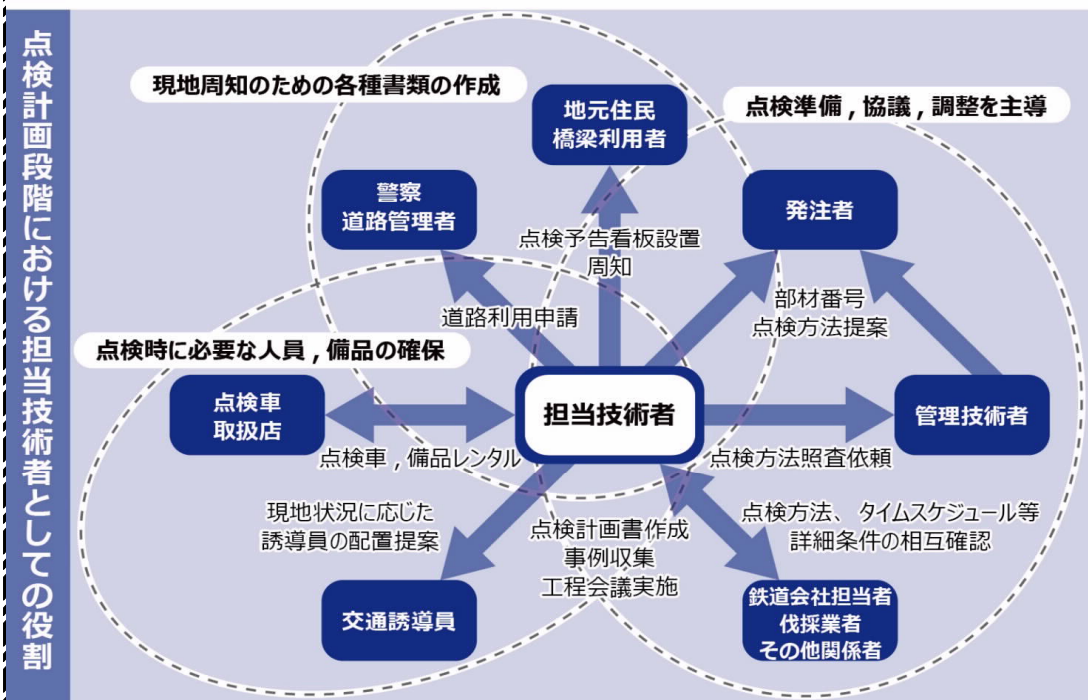 点検計画段階における担当技術者としての役割
現地周知のための各種書類の作成
地元住民
橋梁利用者
点検準備 , 協議 , 調整を主導
警察
道路管理者
発注者
点検予告看板設置
周知
道路利用申請
部材番号
点検方法提案
点検時に必要な人員 , 備品の確保
点検車
取扱店
担当技術者
管理技術者
点検車 , 備品レンタル
点検方法照査依頼
現地状況に応じた
誘導員の配置提案
点検計画書作成
事例収集
工程会議実施
点検方法、タイムスケジュール等
詳細条件の相互確認
交通誘導員
鉄道会社担当者
伐採業者
その他関係者